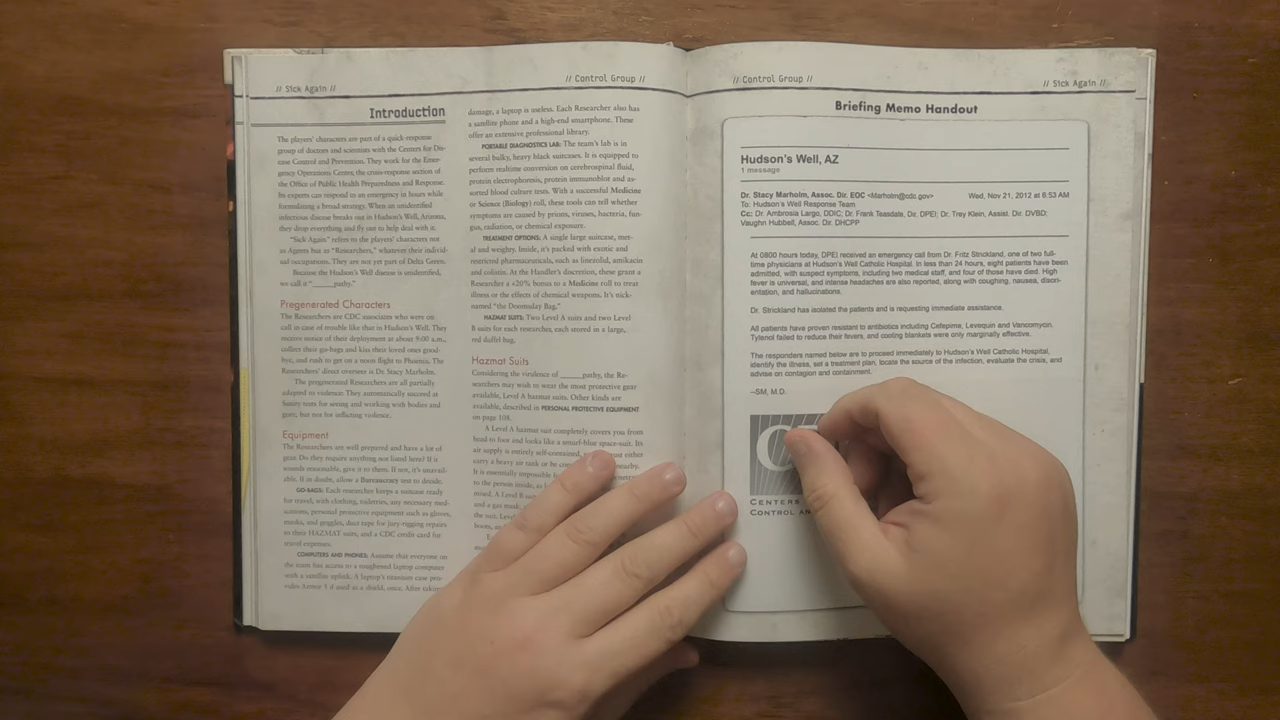 // Sick Again //
// Control Group //
Introduction
The players' characters are part of a quick-response
group of doctors and scientists with the Centers for Dis-
ease Control and Prevention. They work for the Emer-
gency Operations Center, the crisis-response section of
the Office of Public Health Preparedness and Response.
Its experts can respond to an emergency in hours while
formulating a broad strategy. When an unidentified
infectious disease breaks out in Hudson's Well, Arizona,
they drop everything and fly out to help deal with it.
"Sick Again" refers to the players' characters not
as Agents but as "Researchers," whatever their individ-
ual occupations. They are not yet part of Delta Green.
Because the Hudson's Well disease is unidentified,
we call it "_____pathy."
Pregenerated Characters
The Researchers are CDC associates who were on
call in case of trouble like that in Hudson's Well. They
receive notice of their deployment at about 9:00 a.m.,
collect their go-bags and kiss their loved ones good-
bye, and rush to get on a noon flight to Phoenix. The
Researchers' direct overseer is Dr. Stacy Marholm.
The pregenerated Researchers are all partially
adapted to violence: They automatically succeed at
Sanity tests for seeing and working with bodies and
gore, but not for inflicting violence.
Equipment
The Researchers are well prepared and have a lot of
gear. Do they require anything not listed here? If it
sounds reasonable, give it to them. If not, it's unavail-
able. If in doubt, allow a Bureaucracy test to decide.
GO-BAGS: Each researcher keeps a suitcase ready
for travel, with clothing, toiletries, any necessary med-
ications, personal protective equipment such as gloves,
masks, and goggles, duct tape for jury-rigging repairs
to their HAZMAT suits, and a CDC credit card for
travel expenses.
COMPUTERS AND PHONES: Assume that everyone on
the team has access to a toughened laptop computer
with a satellite uplink. A laptop's titanium case pro-
vides Armor 3 if used as a shield, once. After taking
damage, a laptop is useless. Each Researcher also has
a satellite phone and a high-end smartphone. These
offer an extensive professional library.
PORTABLE DIAGNOSTICS LAB: The team's lab is in
several bulky, heavy black suitcases. It is equipped to
perform realtime conversion on cerebrospinal fluid,
protein electrophoresis, protein immunoblot and as-
sorted blood culture tests. With a successful Medicine
or Science (Biology) roll, these tools can tell whether
symptoms are caused by prions, viruses, bacteria, fun-
gus, radiation, or chemical exposure.
TREATMENT OPTIONS: A single large suitcase, met-
al and weighty. Inside, it's packed with exotic and
restricted pharmaceuticals, such as linezolid, amikacin
and colistin. At the Handler's discretion, these grant a
Researcher a +20% bonus to a Medicine roll to treat
illness or the effects of chemical weapons. It's nick-
named "the Doomsday Bag."
HAZMAT SUITS: Two Level A suits and two Level
B suits for each researcher, each stored in a large,
red duffel bag.
Hazmat Suits
Considering the virulence of _____pathy, the Re-
searchers may wish to wear the most protective gear
available, Level A hazmat suits. Other kinds are
available, described in PERSONAL PROTECTIVE EQUIPMENT
on page 108.
A Level A hazmat suit completely covers you from
head to foot and looks like a smurf-blue space-suit. Its
air supply is entirely self-contained, must either
carry a heavy air tank or be nearby.
It is essentially impossible
to the person inside, as
mised. A Level B suit
and a gas mask
the suit. Level
boots, an
// Control Group //
// Sick Again //
Briefing Memo Handout
Hudson's Well, AZ
1 message
Dr. Stacy Marholm, Assoc. Dir. EOC <Marholm@cdc.gov> Wed, Nov 21, 2012 at 8:53 AM
To: Hudson's Well Response Team
Cc: Dr. Ambrosia Largo, DDIC; Dr. Frank Teasdale, Dir, DPEI; Dr. Trey Klein, Assist. Dir. DVBD;
Vaughn Hubbell, Assoc. Dir. DHCPP
At 0800 hours today, DPEI received an emergency call from Dr. Fritz Strickland, one of two full-
time physicians at Hudson's Well Catholic Hospital. In less than 24 hours, eight patients have been
admitted, with suspect symptoms, including two medical staff, and four of those have died. High
fever is universal, and intense headaches are also reported, along with coughing, nausea, disori-
entation, and hallucinations.
Dr. Strickland has isolated the patients and is requesting immediate assistance.
All patients have proven resistant to antibiotics including Cefepime, Levequin and Vancomycin,
Tylenol failed to reduce their fevers, and cooling blankets were only marginally effective.
The responders named below are to proceed immediately to Hudson's Well Catholic Hospital,
identify the illness, set a treatment plan, locate the source of the infection, evaluate the crisis, and
advise on contagion and containment.
--SM, M.D.
C
CENTERS
CONTROL AN